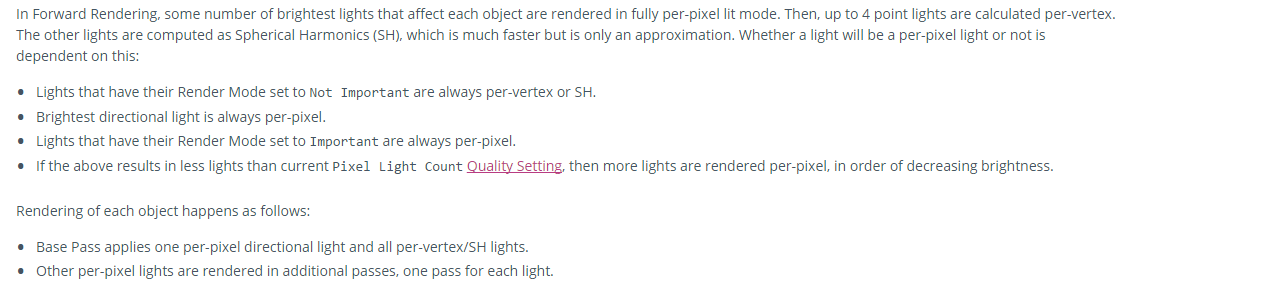 In Forward Rendering, some number of brightest lights that affect each object are rendered in fully per-pixel lit mode. Then, up to 4 point lights are calculated per-vertex.
The other lights are computed as Spherical Harmonics (SH), which is much faster but is only an approximation. Whether a light will be a per-pixel light or not is
dependent on this:
• Lights that have their Render Mode set to Not Important are always per-vertex or SH.
• Brightest directional light is always per-pixel.
• Lights that have their Render Mode set to Important are always per-pixel.
• If the above results in less lights than current Pixel Light Count Quality Setting, then more lights are rendered per-pixel, in order of decreasing brightness.
Rendering of each object happens as follows:
• Base Pass applies one per-pixel directional light and all per-vertex/SH lights.
• Other per-pixel lights are rendered in additional passes, one pass for each light.